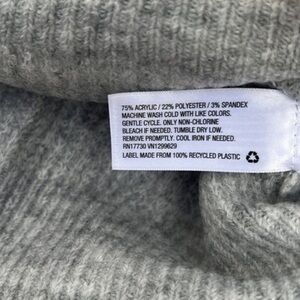 75% ACRYLIC / 22% POLYESTER / 3% SPANDEX
MACHINE WASH COLD WITH LIKE COLORS.
GENTLE CYCLE. ONLY NON-CHLORINE
BLEACH IF NEEDED. TUMBLE DRY LOW.
REMOVE PROMPTLY. COOL IRON IF NEEDED.
RN17730 VN1299629
LABEL MADE FROM 100% RECYCLED PLASTIC